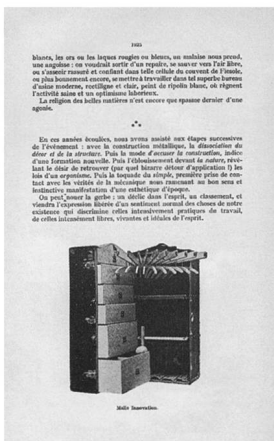 1605
blancs, les ors ou les laques rouges ou bleues, un malaise nous prend,
une angoisse : on voudrait sortir d'un repaire, se sauver vers l'air libre,
ou s'asseoir rassuré et confiant dans telle cellule du couvent de Fiesole,
ou plus bonnement encore, se mettre à travailler dans tel superbe bureau
d'usine moderne, rectiligne et clair, peint de ripolin blanc, où règnent
l'activité saine et un optimisme laborieux.
La religion des belles matières n'est encore que spasme dernier d'une
agonie.
En ces années écoulées, nous avons assisté aux étapes successives
de l'événement : avec la construction métallique, la dissociation du
décor et de la structure. Puis la mode d'accuser la construction, indice
d'une formation nouvelle. Puis l'éblouissement devant la nature, révé-
lant le désir de retrouver (par quel bizarre détour d'application !) les
lois d'un organisme. Puis la toquade du simple, première prise de con-
tact avec les vérités de la mécanique nous ramenant au bon sens et
instinctive manifestation d'une esthétique d'époque.
On peut nouer la gerbe : un déclic dans l'esprit, un classement, et
viendra l'expression libérée d'un sentiment normal des choses de notre
existence qui discrimine celles intensivement pratiques du travail,
de celles intensément libres, vivantes et idéales de l'esprit.
Malle Innovation.